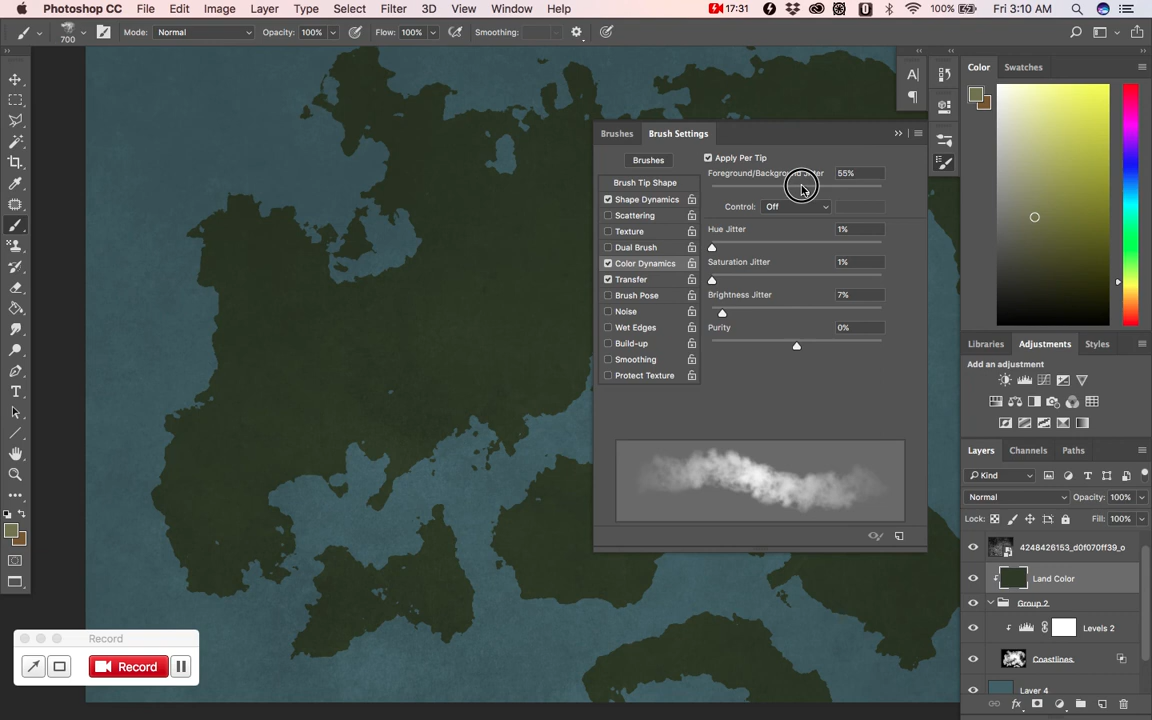 Photoshop CC File Edit Image Layer Type Select Filter 3D View Window Help 17:31 100% Fri 3:10 AM
700 Mode: Normal Opacity: 100% Flow: 100% Smoothing:
Color Swatches
Brushes Brush Settings
Brushes
Apply Per Tip
Foreground/Background Jitter 55%
Brush Tip Shape
Shape Dynamics
Control: Off
Scattering
Texture
Hue Jitter 1%
Dual Brush
Color Dynamics
Saturation Jitter 1%
Transfer
Brush Pose
Brightness Jitter 7%
Noise
Wet Edges
Purity 0%
Build-up
Smoothing
Protect Texture
Libraries Adjustments Styles
Add an adjustment
Layers Channels Paths
Kind
Normal Opacity: 100%
Lock: Fill: 100%
4248426153_d0f070ff39_o
Land Color
Group 2
Levels 2
Coastlines
Layer 4
Record
Record